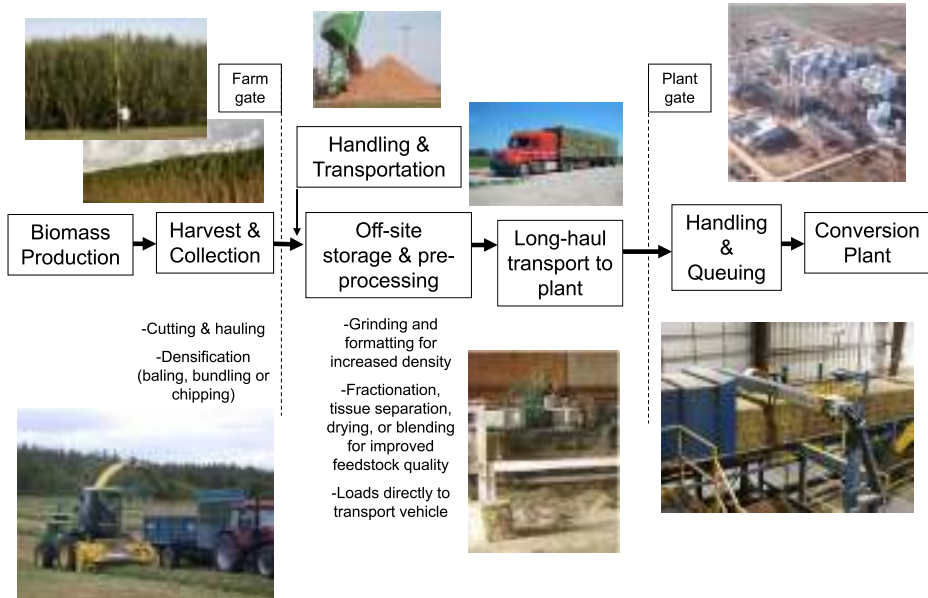 Farm
gate
Plant
gate
Handling &
Transportation
Biomass
Production
Harvest &
Collection
Off-site
storage & pre-
processing
Long-haul
transport to
plant
Handling
&
Queuing
Conversion
Plant
-Cutting & hauling
-Densification
(baling, bundling or
chipping)
-Grinding and
formatting for
increased density
-Fractionation,
tissue separation,
drying, or blending
for improved
feedstock quality
-Loads directly to
transport vehicle